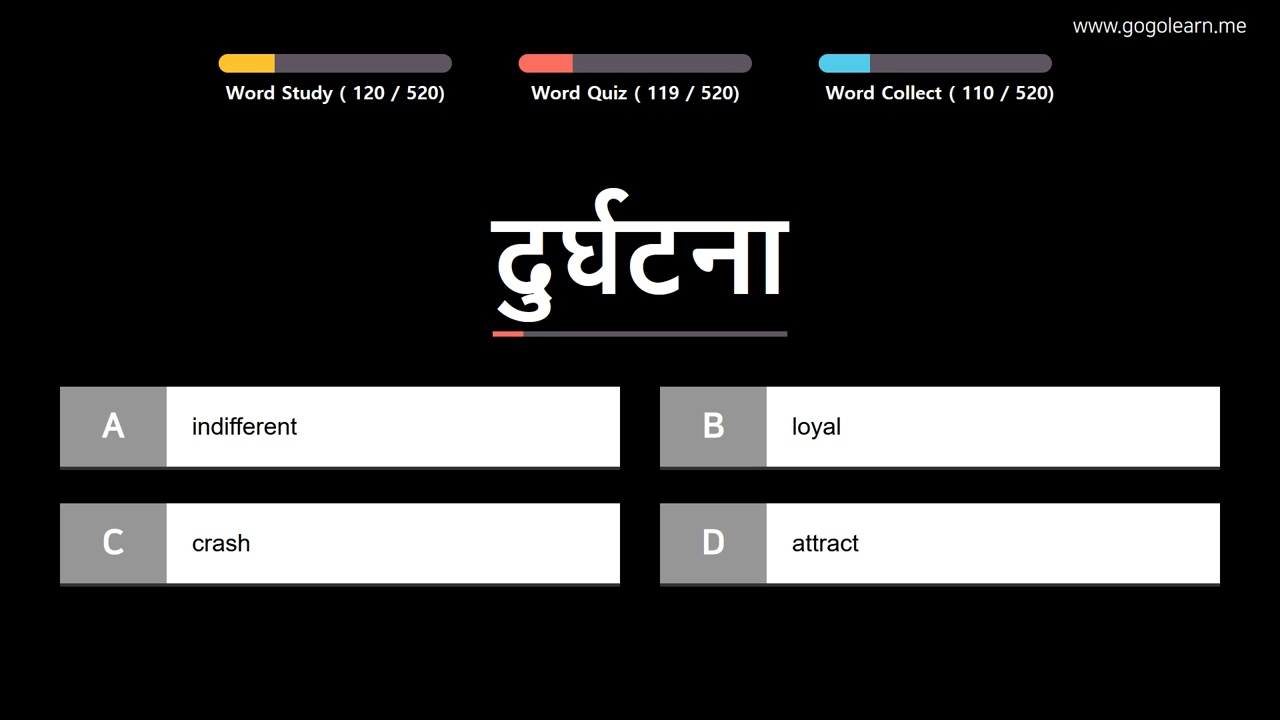 www.gogolearn.me
Word Study ( 120 / 520)
Word Quiz ( 119 / 520)
Word Collect ( 110 / 520)
दुर्घटना
A indifferent
B loyal
C crash
D attract